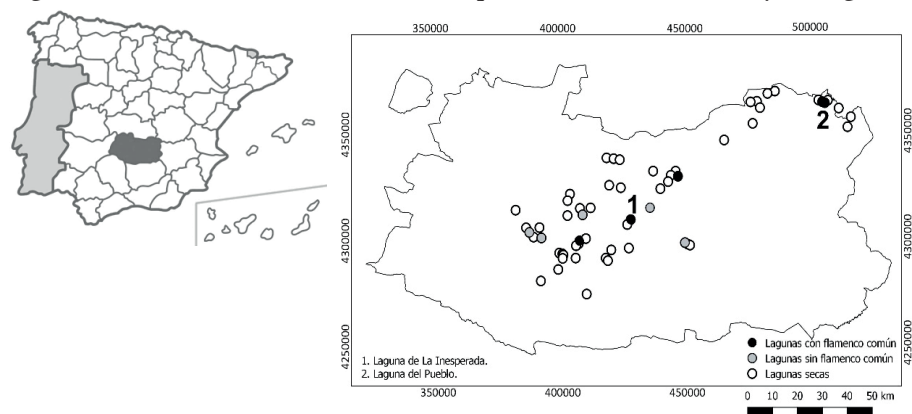 350000 400000 450000 500000
4350000 4350000
4300000 4300000
4250000 4250000
1
2
1. Laguna de La Inesperada.
2. Laguna del Pueblo.
Lagunas con flamenco común
Lagunas sin flamenco común
Lagunas secas
350000 400000 450000
0 10 20 30 40 50 km